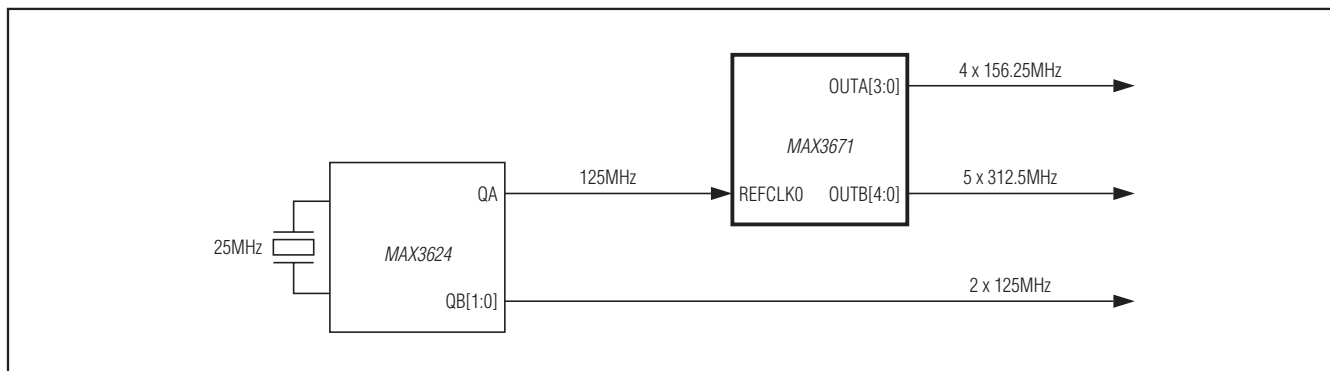 4 x 156.25MHz
OUTA[3:0]
MAX3671
125MHz
5 x 312.5MHz
QA
REFCLK0 OUTB[4:0]
25MHz
MAX3624
2 x 125MHz
QB[1:0]